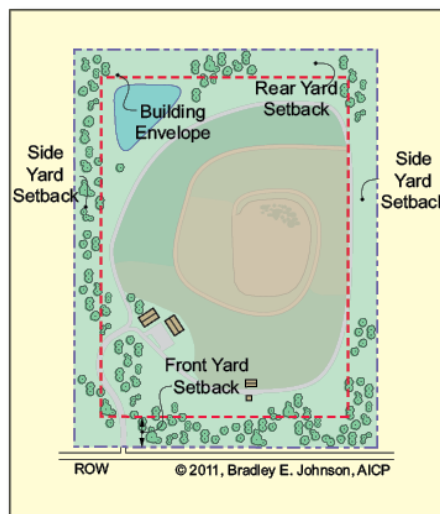 Rear Yard
Setback
Building
Envelope
Side
Yard
Setback
Side
Yard
Setback
Front Yard
Setback
ROW
© 2011, Bradley E. Johnson, AICP